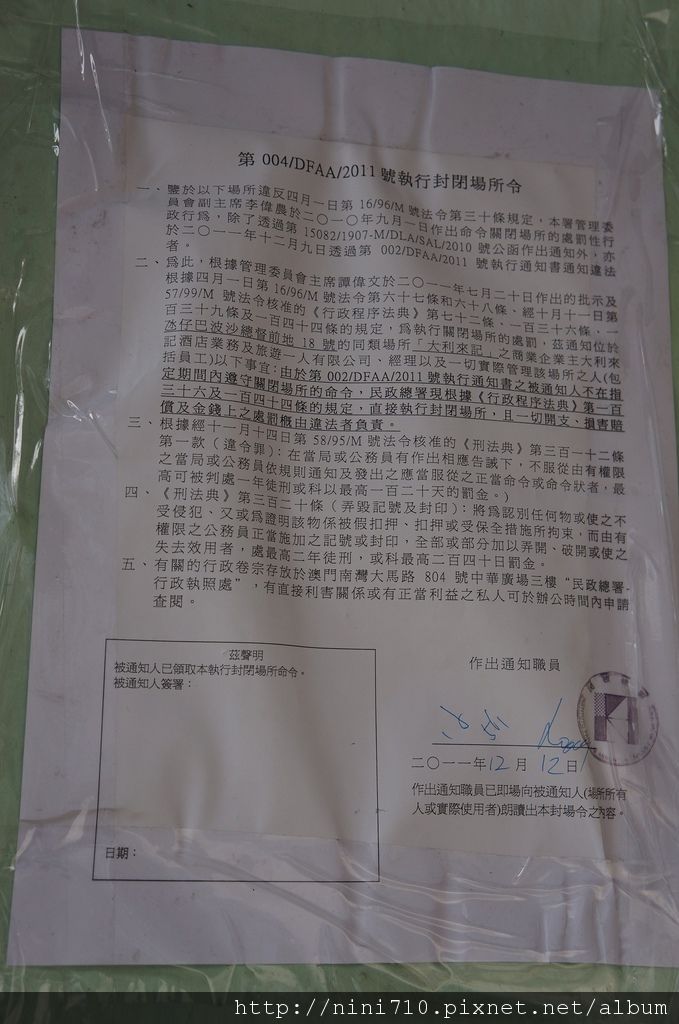 第 004/DFAA/2011 號執行封閉場所令
一、鑒於以下場所違反四月一日第 16/96/M 號法令第三十條規定，本署管理委
員會副主席李偉農於二〇一〇年九月一日作出命令關閉場所的處罰性行
政行為，除了透過第 15082/1907-M/DLA/SAL/2010 號公函作出通知外，亦
於二〇一一年十二月九日透過第 002/DFAA/2011 號執行通知書通知違法
者。
二、為此，根據管理委員會主席譚偉文於二〇一一年七月二十日作出的批示及
根據四月一日第 16/96/M 號法令第六十七條和六十八條、經十月十一日第
57/99/M 號法令核准的《行政程序法典》第七十二條、一百三十六條、一
百三十九條及一百四十四條的規定，為執行關閉場所的處罰，茲通知位於
氹仔巴波沙總督前地 18 號的同類場所「大利來記」之商業企業主大利來
記酒店業務及旅遊一人有限公司、經理以及一切實際管理該場所之人(包
括員工)以下事宜：由於第 002/DFAA/2011 號執行通知書之被通知人不在指
定期間內遵守關閉場所的命令，民政總署現根據《行政程序法典》第一百
三十六及一百四十四條的規定，直接執行封閉場所，且一切開支、損害賠
償及金錢上之處罰概由違法者負責。
三、根據經十一月十四日第 58/95/M 號法令核准的《刑法典》第三百一十二條
第一款（違令罪）：在當局或公務員有作出相應告誡下，不服從由有權限
之當局或公務員依規則通知及發出之應當服從之正當命令或命令狀者，最
高可被判處一年徒刑或科以最高一百二十天的罰金。)
四、《刑法典》第三百二十條（弄毀記號及封印）：將為認別任何物或使之不
受侵犯、又或為證明該物係被假扣押、扣押或受保全措施所拘束，而由有
權限之公務員正當施加之記號或封印，全部或部分加以弄開、破開或使之
失去效用者，處最高二年徒刑，或科最高二百四十日罰金。
五、有關的行政卷宗存放於澳門南灣大馬路 804 號中華廣場三樓“民政總署-
行政執照處”，有直接利害關係或有正當利益之私人可於辦公時間內申請
查閱。
茲聲明
被通知人已領取本執行封閉場所命令。
被通知人簽署：
日期：
作出通知職員
二〇一一年12月12日
作出通知職員已即場向被通知人(場所所有
人或實際使用者)朗讀出本封場令之內容。
http://nini710.pixnet.net/album